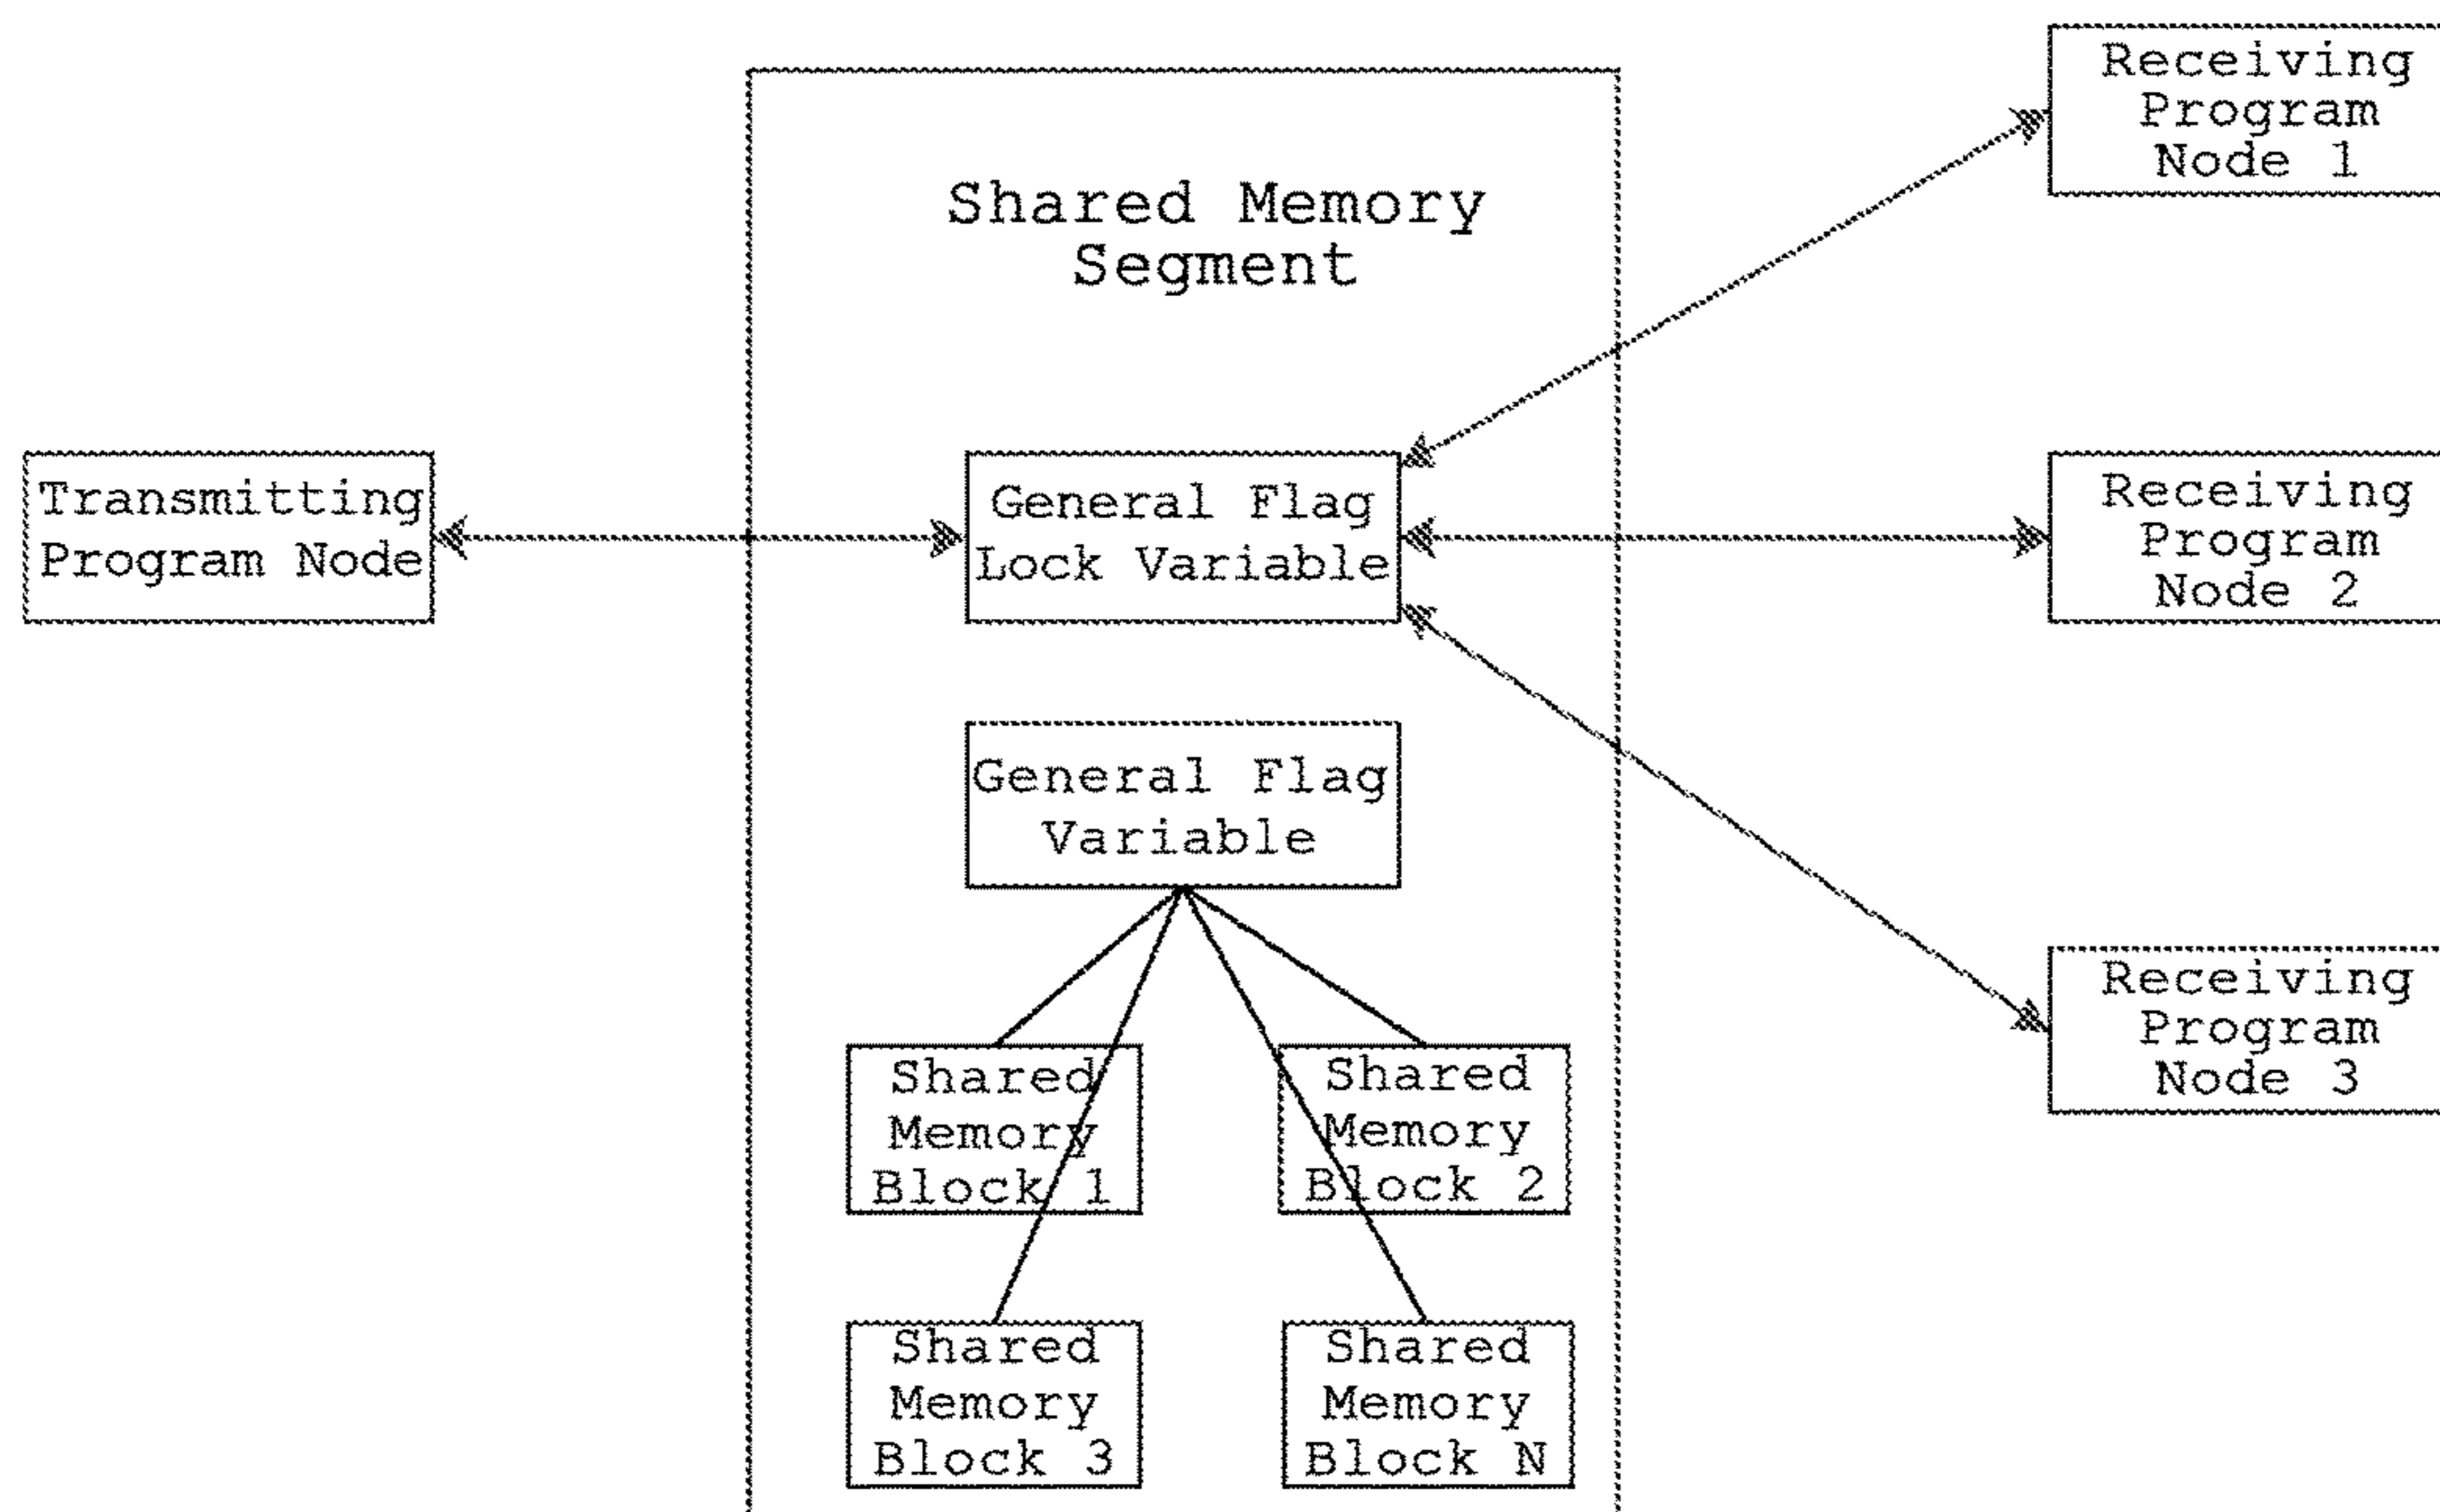 Shared Memory
Segment
Transmitting
Program Node
General Flag
Lock Variable
Receiving
Program
Node 1
Receiving
Program
Node 2
Receiving
Program
Node 3
General Flag
Variable
Shared
Memory
Block 1
Shared
Memory
Block 2
Shared
Memory
Block 3
Shared
Memory
Block N